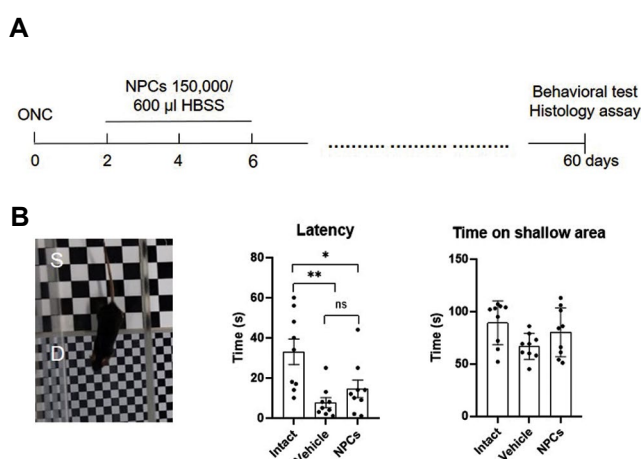 A
NPCs 150,000/
600 µl HBSS
Behavioral test
Histology assay
ONC
0 2 4 6 60 days
B
S
D
Latency
Time (s)
80
60
40
20
0
*
**
ns
Intact Vehicle NPCs
Time on shallow area
Time (s)
150
100
50
0
Intact Vehicle NPCs